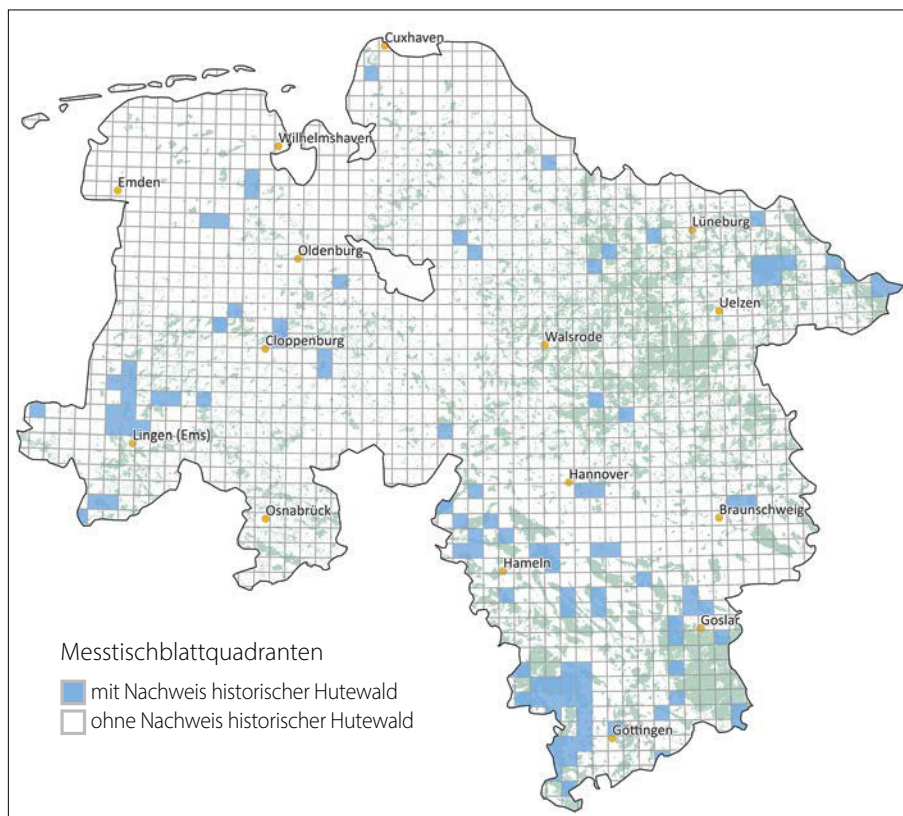 Cuxhaven
Wilhelmshaven
Emden
Lüneburg
Oldenburg
Uelzen
Walsrode
Cloppenburg
Lingen (Ems)
Hannover
Osnabrück
Braunschweig
Hameln
Goslar
Messtischblattquadranten
mit Nachweis historischer Hutewald
ohne Nachweis historischer Hutewald
Göttingen